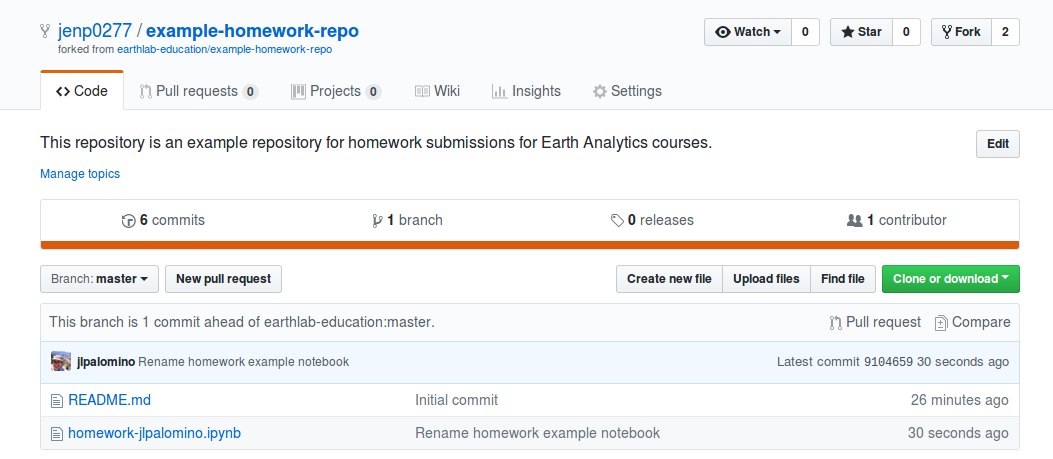 jenp0277 / example-homework-repo
Watch 0 Star 0 Fork 2
forked from earthlab-education/example-homework-repo
Code Pull requests 0 Projects 0 Wiki Insights Settings
This repository is an example repository for homework submissions for Earth Analytics courses.
Edit
Manage topics
6 commits 1 branch 0 releases 1 contributor
Branch: master New pull request Create new file Upload files Find file Clone or download
This branch is 1 commit ahead of earthlab-education:master. Pull request Compare
jlpalomino Rename homework example notebook Latest commit 9104659 30 seconds ago
README.md Initial commit 26 minutes ago
homework-jlpalomino.ipynb Rename homework example notebook 30 seconds ago